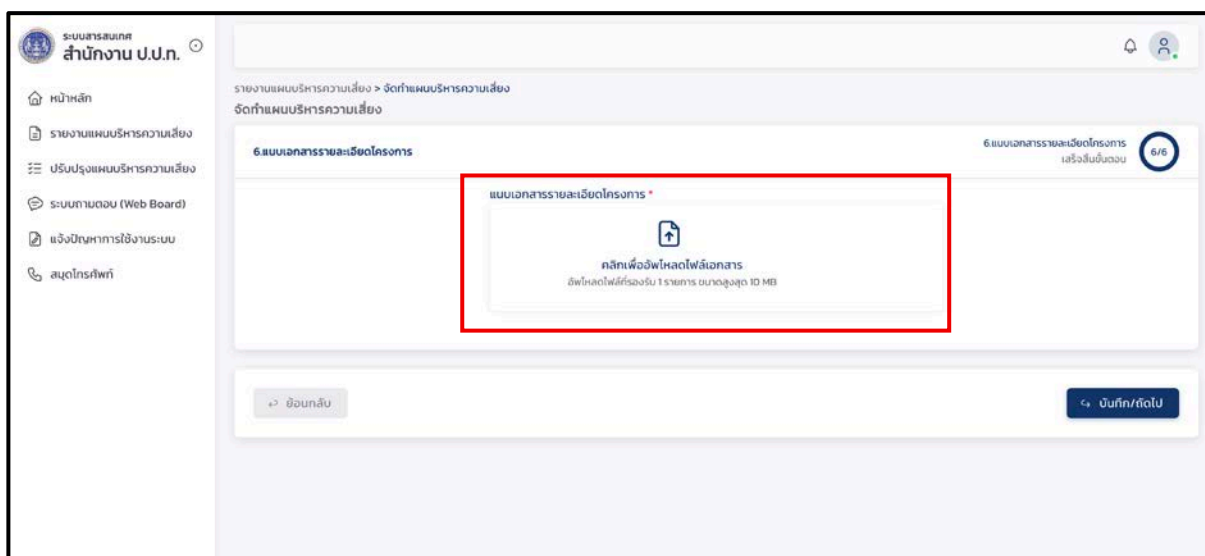 ระบบสารสนเทศ
สำนักงาน ป.ป.ท.
หน้าหลัก
รายงานแผนบริหารความเสี่ยง
ปรับปรุงแผนบริหารความเสี่ยง
ระบบถามตอบ (Web Board)
แจ้งปัญหาการใช้งานระบบ
สมุดโทรศัพท์
รายงานแผนบริหารความเสี่ยง > จัดทำแผนบริหารความเสี่ยง
จัดทำแผนบริหารความเสี่ยง
6.แบบเอกสารรายละเอียดโครงการ
6.แบบเอกสารรายละเอียดโครงการ
เสร็จสิ้นขั้นตอน
6/6
แนบเอกสารรายละเอียดโครงการ *
คลิกเพื่ออัพโหลดไฟล์เอกสาร
อัพโหลดไฟล์ที่รองรับ 1 รายการ ขนาดสูงสุด 10 MB
ย้อนกลับ
บันทึก/ถัดไป